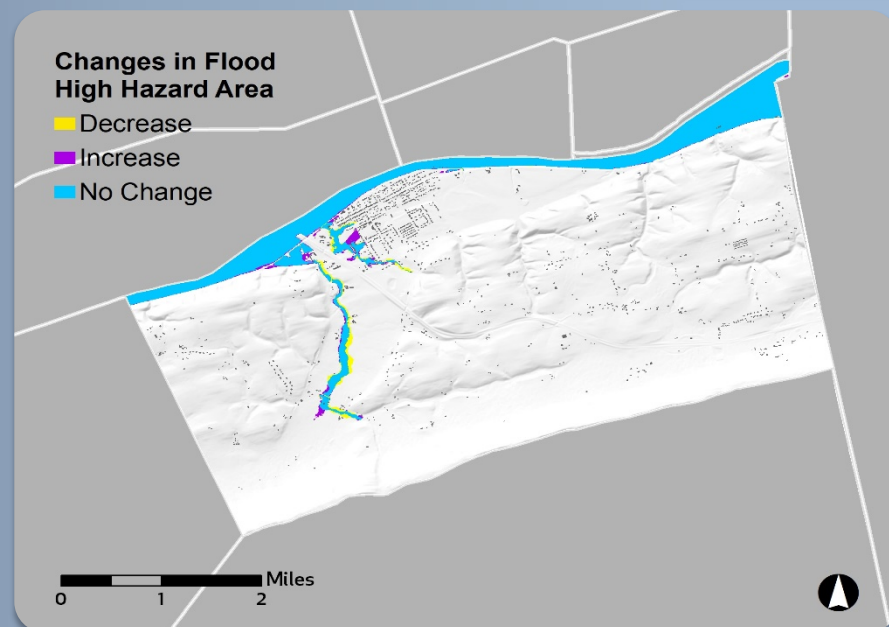 Changes in Flood
High Hazard Area
Decrease
Increase
No Change
Miles
0 1 2